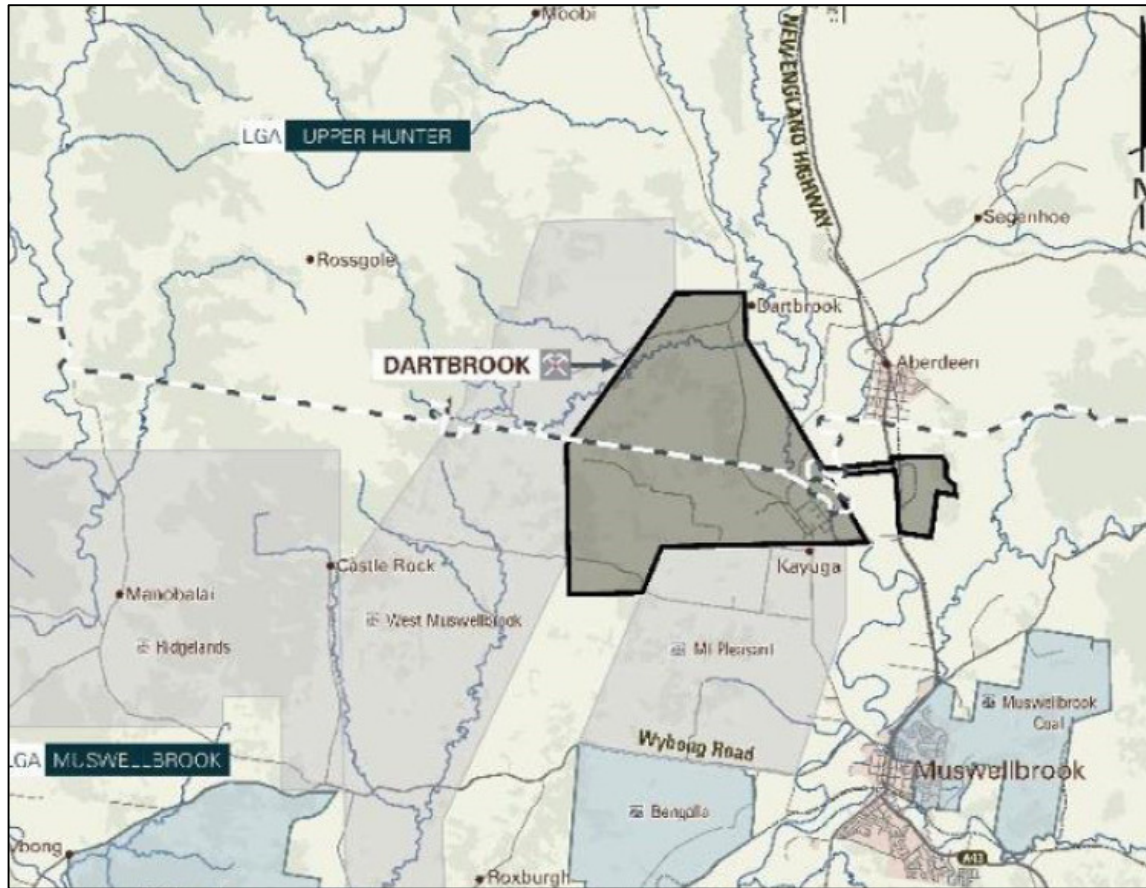 Moobi
NEW ENGLAND HIGHWAY
LGA UPPER HUNTER
Segenhoe
Rossgole
Dartbrook
DARTBROOK
Aberdeen
Castle Rock
Kayuga
Manobalai
West Muswellbrook
Ridgelands
Mt Pleasant
Muswellbrook
Coal
LGA MUSWELLBROOK
Wybong Road
Muswellbrook
Bengalla
A43
Roxburgh